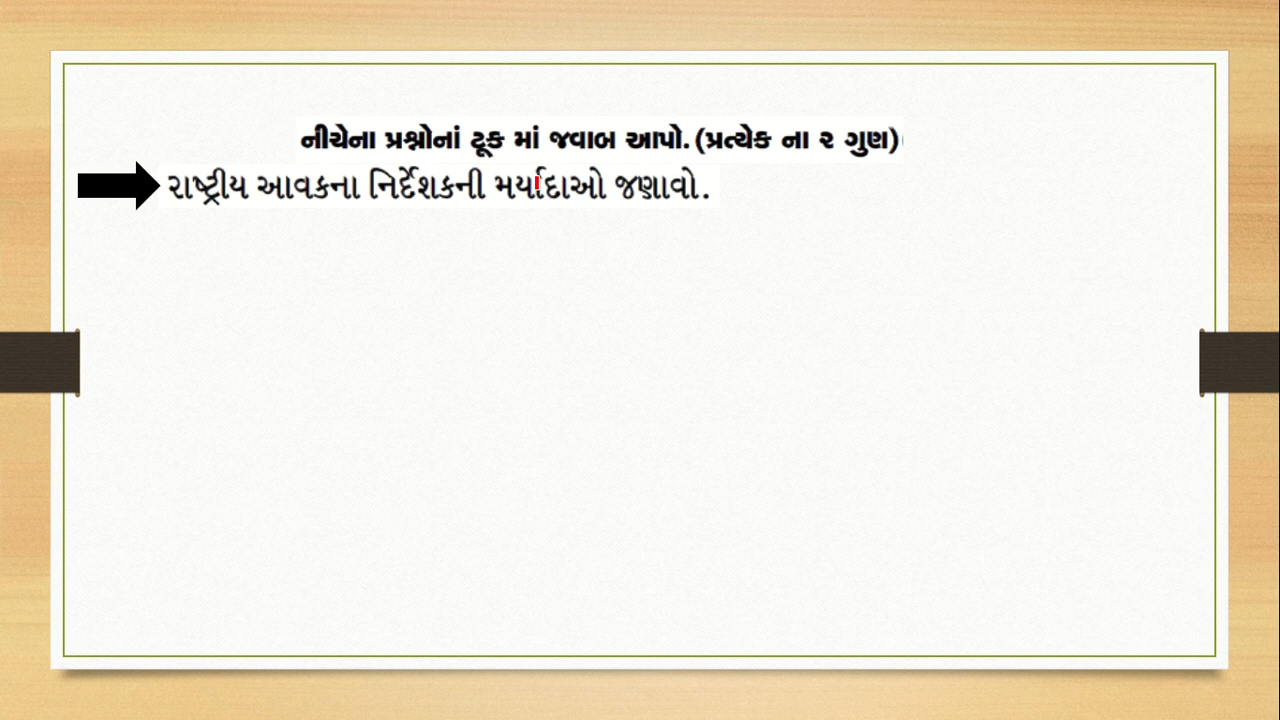 નીચેના પ્રશ્નોનાં ટૂક માં જવાબ આપો. (પ્રત્યેક ના ૨ ગુણ)
રાષ્ટ્રીય આવકના નિર્દેશકની મર્યાદાઓ જણાવો.